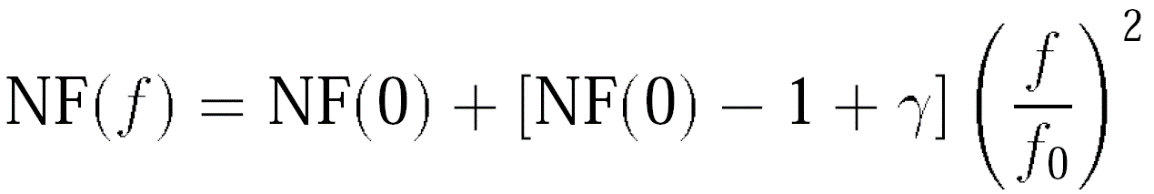 NF(f) = NF(0) + [NF(0) − 1 + γ] (f/f₀)²